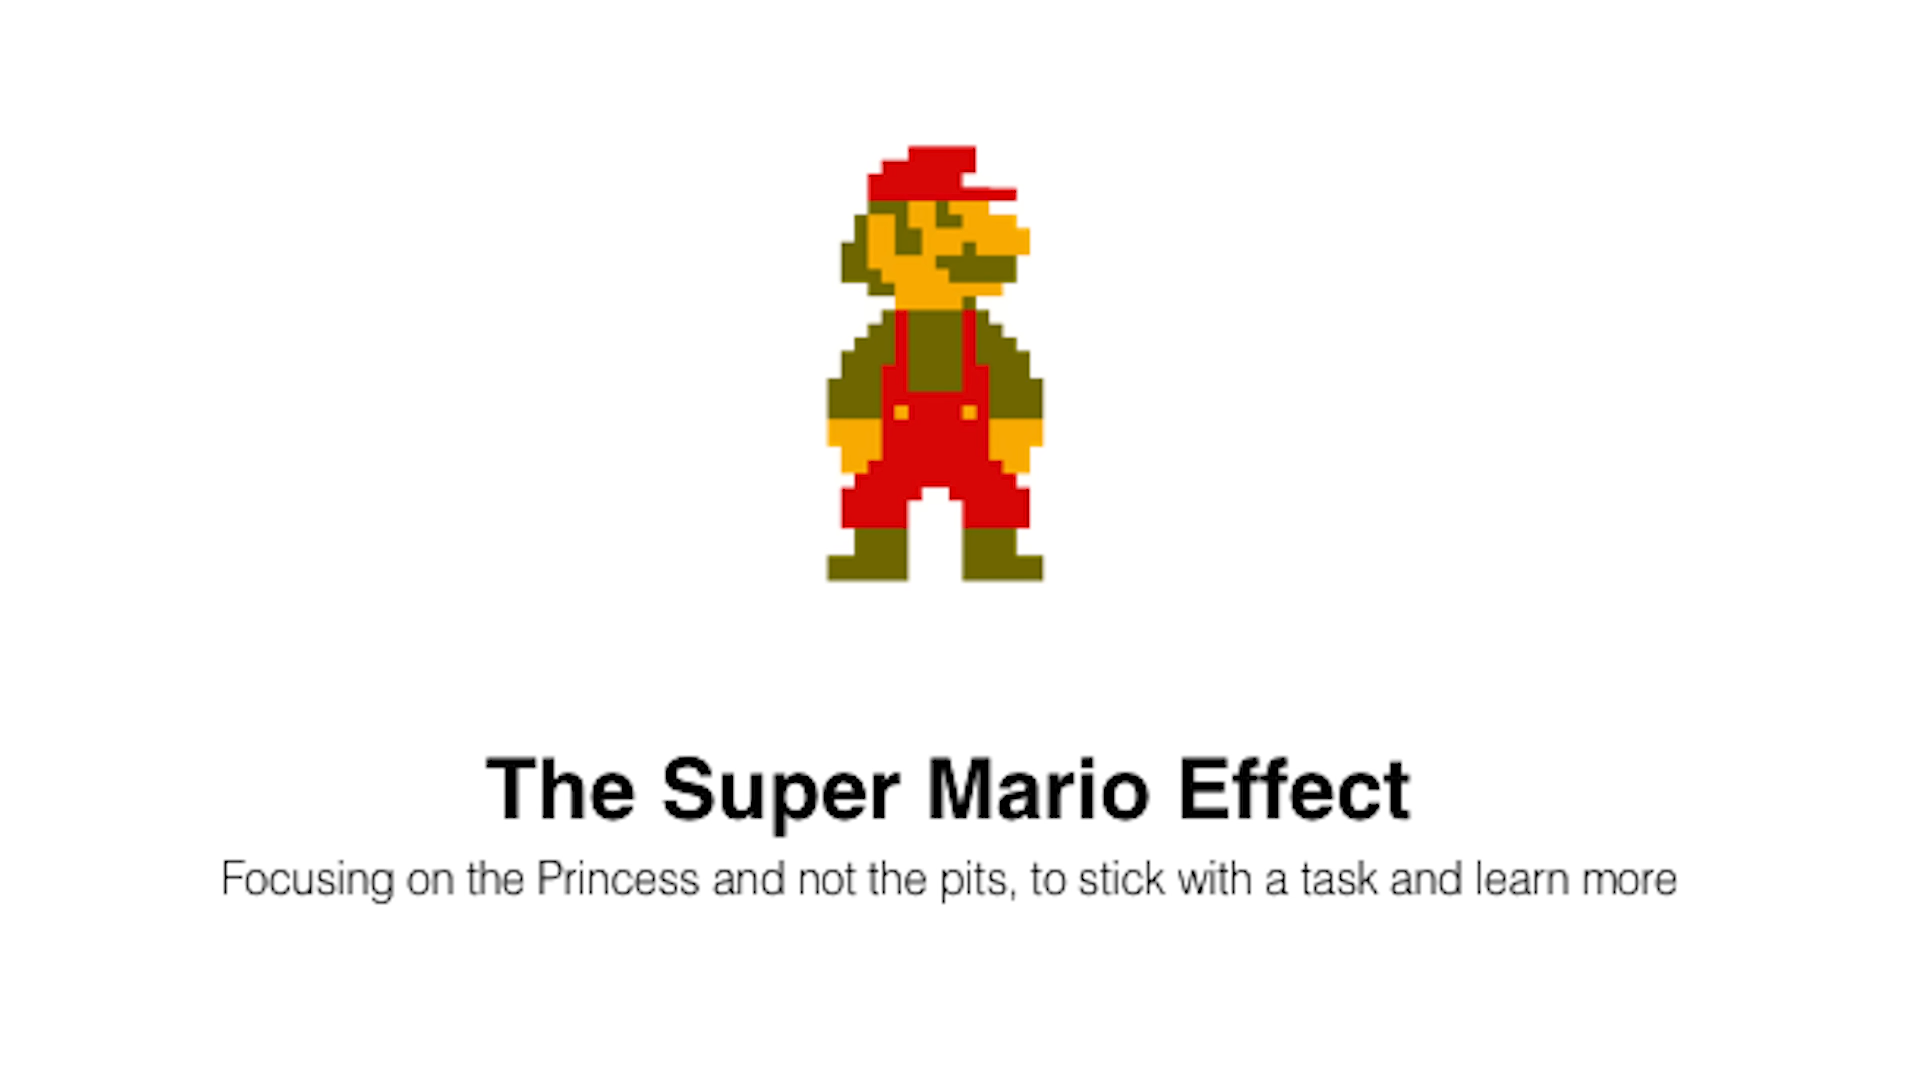 The Super Mario Effect
Focusing on the Princess and not the pits, to stick with a task and learn more